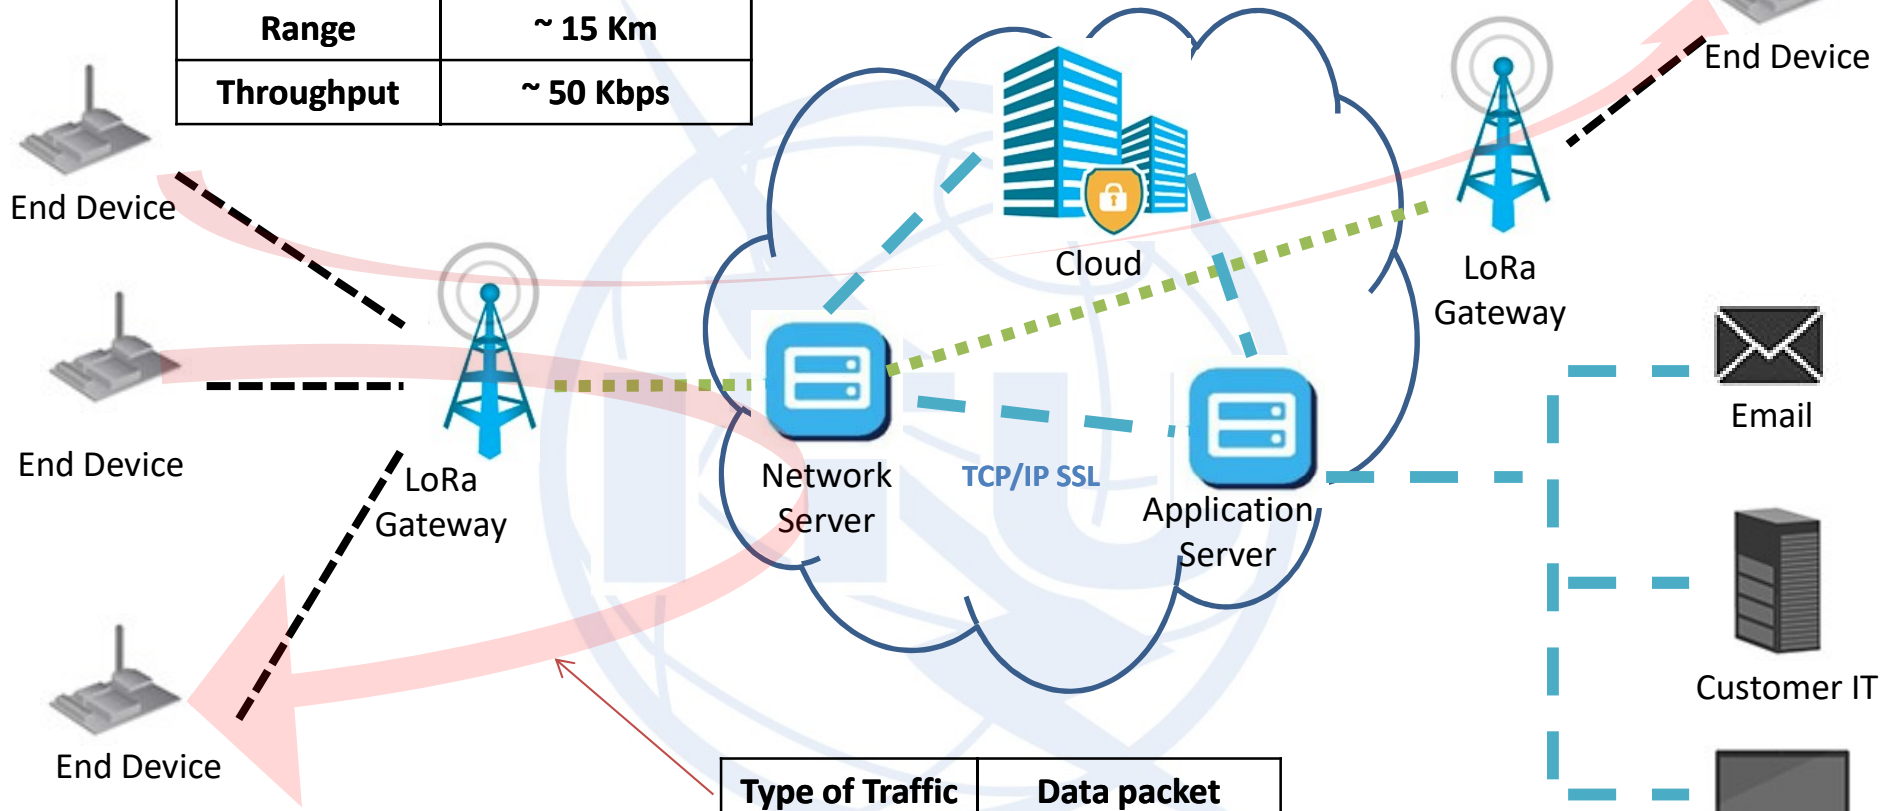 Range ~ 15 Km
Throughput ~ 50 Kbps
End Device
End Device
Cloud
LoRa
Gateway
Email
End Device
LoRa
Gateway
Network
Server
TCP/IP SSL
Application
Server
ITU
Customer IT
End Device
Type of Traffic Data packet